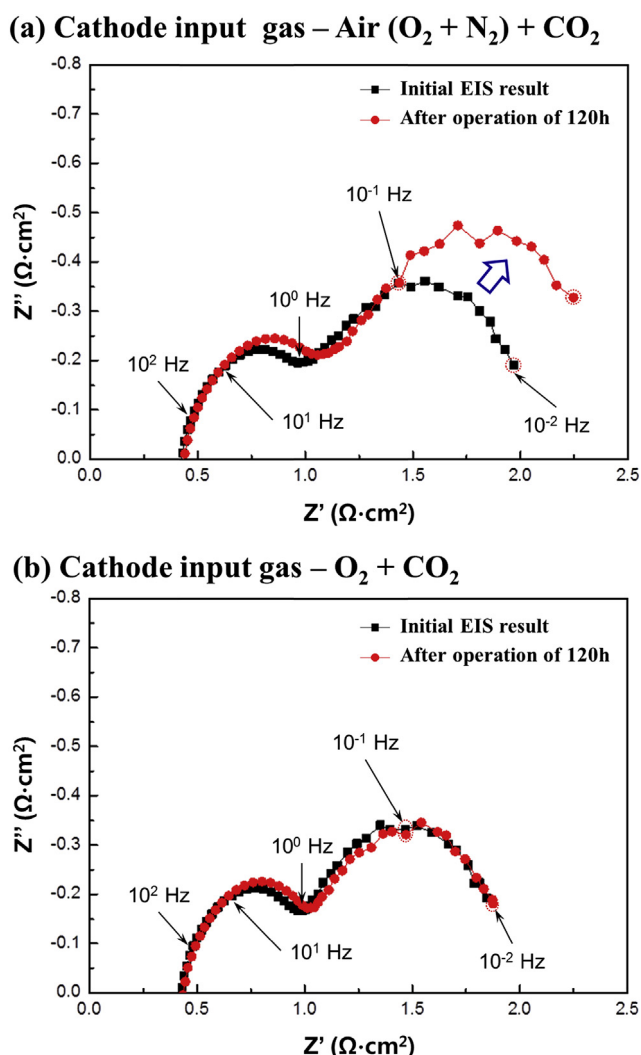 (a) Cathode input gas – Air (O₂ + N₂) + CO₂
-0.8
-0.7
-0.6
-0.5
-0.4
-0.3
-0.2
-0.1
0.0
Z" (Ω·cm²)
Initial EIS result
After operation of 120h
10⁻¹ Hz
10⁰ Hz
10² Hz
10¹ Hz
10⁻² Hz
0.0 0.5 1.0 1.5 2.0 2.5
Z' (Ω·cm²)
(b) Cathode input gas – O₂ + CO₂
-0.8
-0.7
-0.6
-0.5
-0.4
-0.3
-0.2
-0.1
0.0
Z" (Ω·cm²)
Initial EIS result
After operation of 120h
10⁻¹ Hz
10⁰ Hz
10² Hz
10¹ Hz
10⁻² Hz
0.0 0.5 1.0 1.5 2.0 2.5
Z' (Ω·cm²)